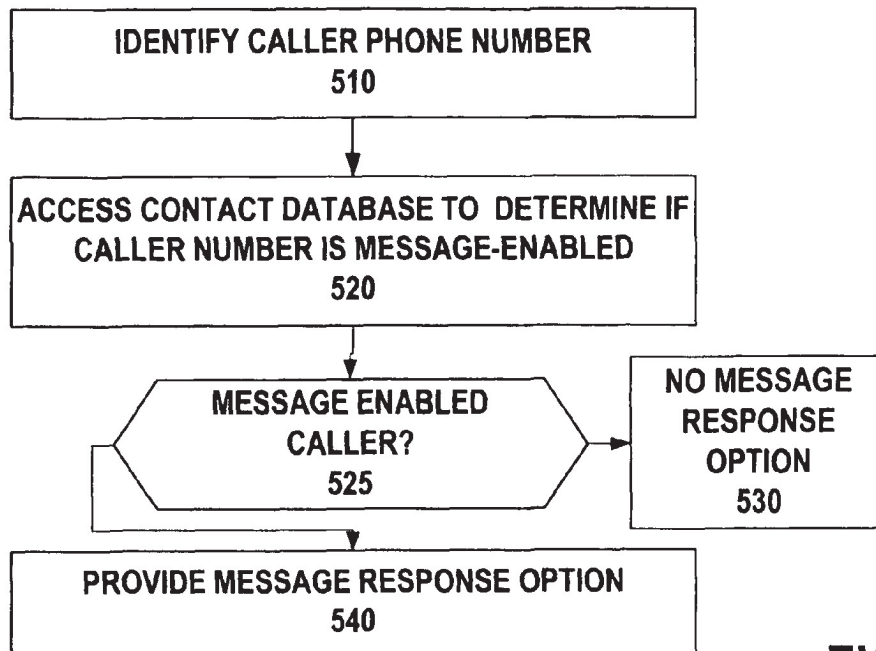 IDENTIFY CALLER PHONE NUMBER
510
ACCESS CONTACT DATABASE TO DETERMINE IF
CALLER NUMBER IS MESSAGE-ENABLED
520
MESSAGE ENABLED
CALLER?
525
NO MESSAGE
RESPONSE
OPTION
530
PROVIDE MESSAGE RESPONSE OPTION
540